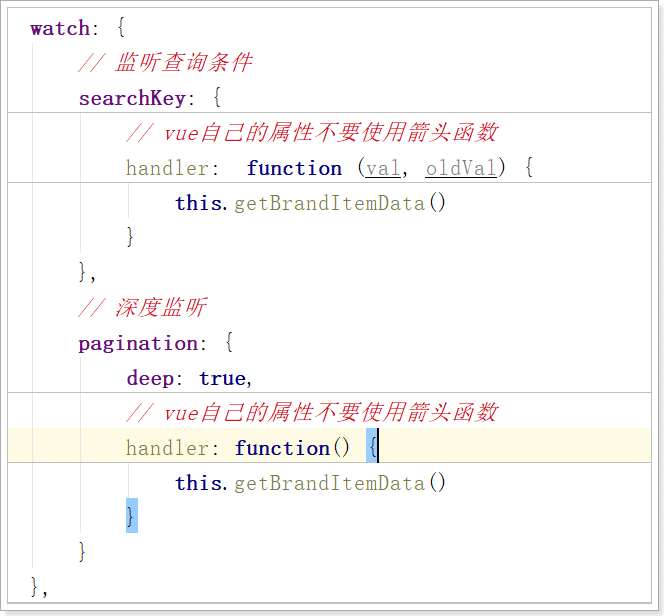 watch: {
// 监听查询条件
searchKey: {
// vue自己的属性不要使用箭头函数
handler:  function (val, oldVal) {
this.getBrandItemData()
}
},
// 深度监听
pagination: {
deep: true,
// vue自己的属性不要使用箭头函数
handler: function() {
this.getBrandItemData()
}
}
},